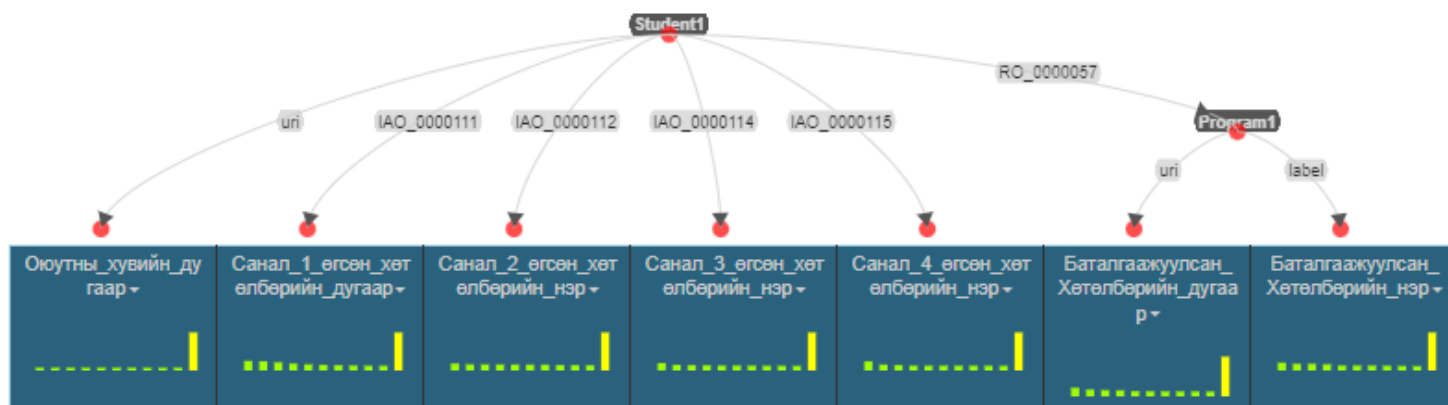 Student1
RO_0000057
uri
IAO_0000111
IAO_0000112
IAO_0000114
IAO_0000115
Program1
uri
label
Оюутны_хувийн_ду
гаар
Санал_1_өгсөн_хөт
өлбөрийн_дугаар
Санал_2_өгсөн_хөт
өлбөрийн_нэр
Санал_3_өгсөн_хөт
өлбөрийн_нэр
Санал_4_өгсөн_хөт
өлбөрийн_нэр
Баталгаажуулсан_
Хөтөлбөрийн_дугаа
р
Баталгаажуулсан_
Хөтөлбөрийн_нэр